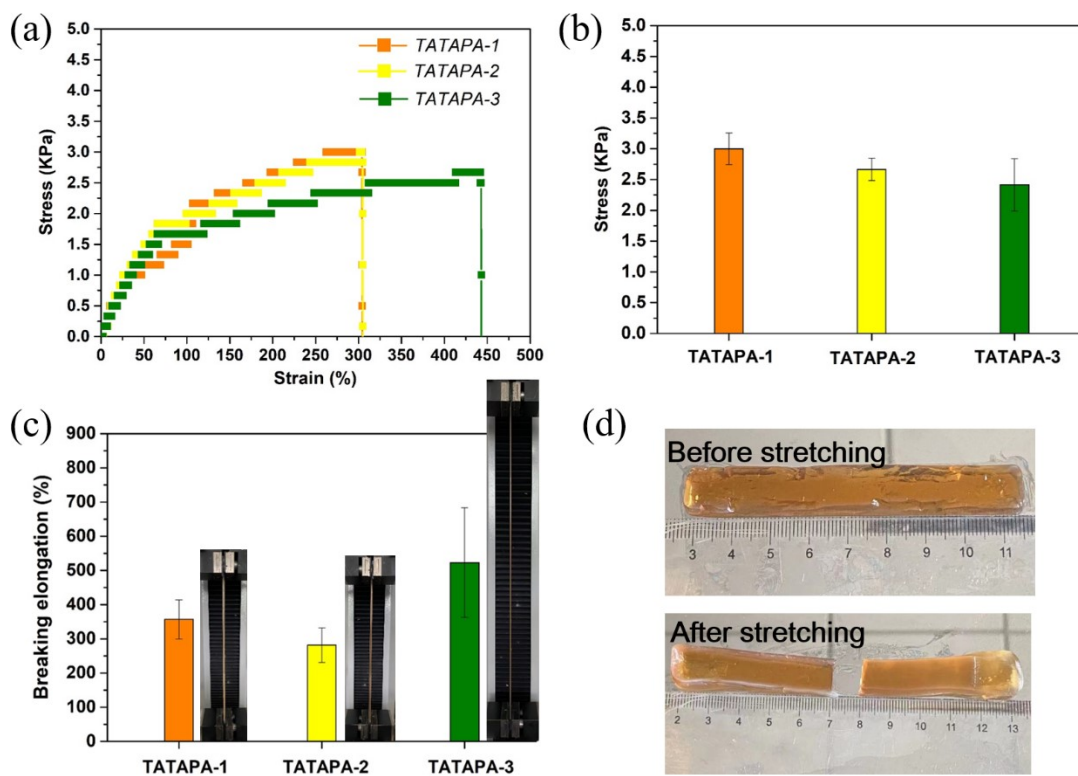 (a)
5.0
4.5
4.0
3.5
3.0
2.5
2.0
1.5
1.0
0.5
0.0
Stress (KPa)
TATAPA-1
TATAPA-2
TATAPA-3
0 50 100 150 200 250 300 350 400 450 500
Strain (%)
(b)
5.0
4.5
4.0
3.5
3.0
2.5
2.0
1.5
1.0
0.5
0.0
Stress (KPa)
TATAPA-1 TATAPA-2 TATAPA-3
(c)
900
800
700
600
500
400
300
200
100
0
Breaking elongation (%)
TATAPA-1 TATAPA-2 TATAPA-3
(d)
Before stretching
3 4 5 6 7 8 9 10 11
After stretching
2 3 4 5 6 7 8 9 10 11 12 13